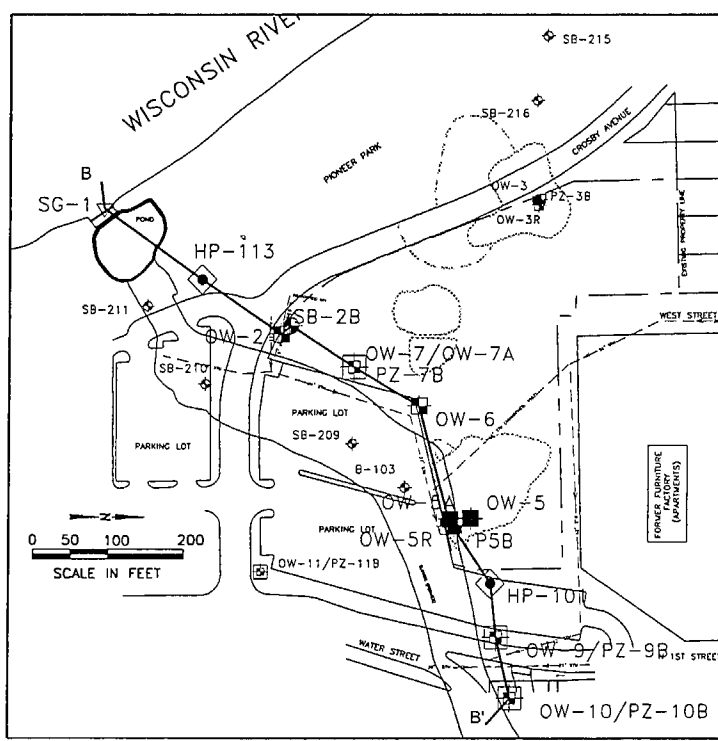 SB-215
WISCONSIN RIVER
SB-216
CROSBY AVENUE
B
PIONEER PARK
OW-3
PZ-3B
SG-1
POND
OW-3R
EXISTING PROPERTY LINE
HP-113
SB-211
SB-2B
WEST STREET
OW-2
OW-7/OW-7A
PZ-7B
SB-210
PARKING LOT
OW-6
PARKING LOT
SB-209
B-103
FORMER FURNITURE
FACTORY
(APARTMENTS)
N
OW-5
PARKING LOT
OW-5R
P5B
0 50 100 200
SCALE IN FEET
OW-11/PZ-11B
HP-101
WATER STREET
OW-9/PZ-9B
1ST STREET
B'
OW-10/PZ-10B